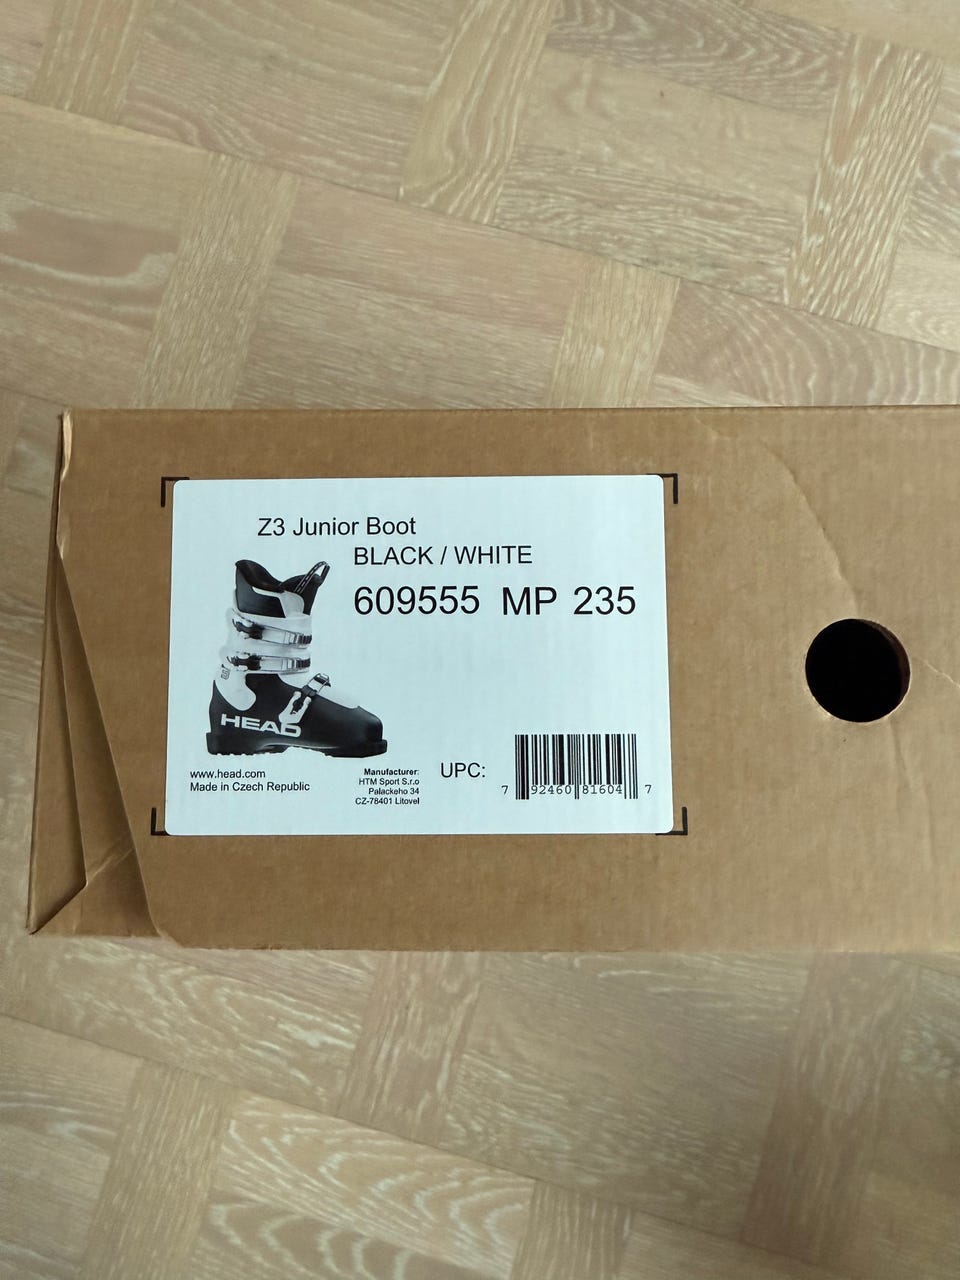 Z3 Junior Boot
BLACK / WHITE
609555 MP 235
HEAD
www.head.com
Made in Czech Republic
Manufacturer:
HTM Sport S.r.o
Palackeho 34
CZ-78401 Litovel
UPC:
7 92460 81604 7